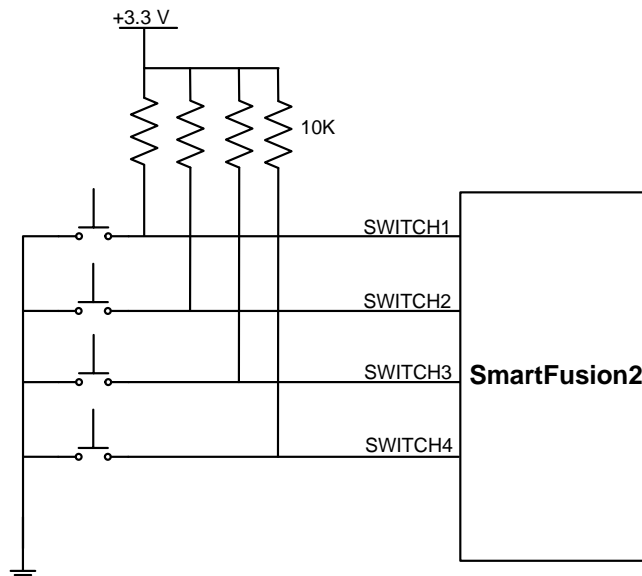 +3.3 V
10K
SWITCH1
SWITCH2
SWITCH3
SmartFusion2
SWITCH4